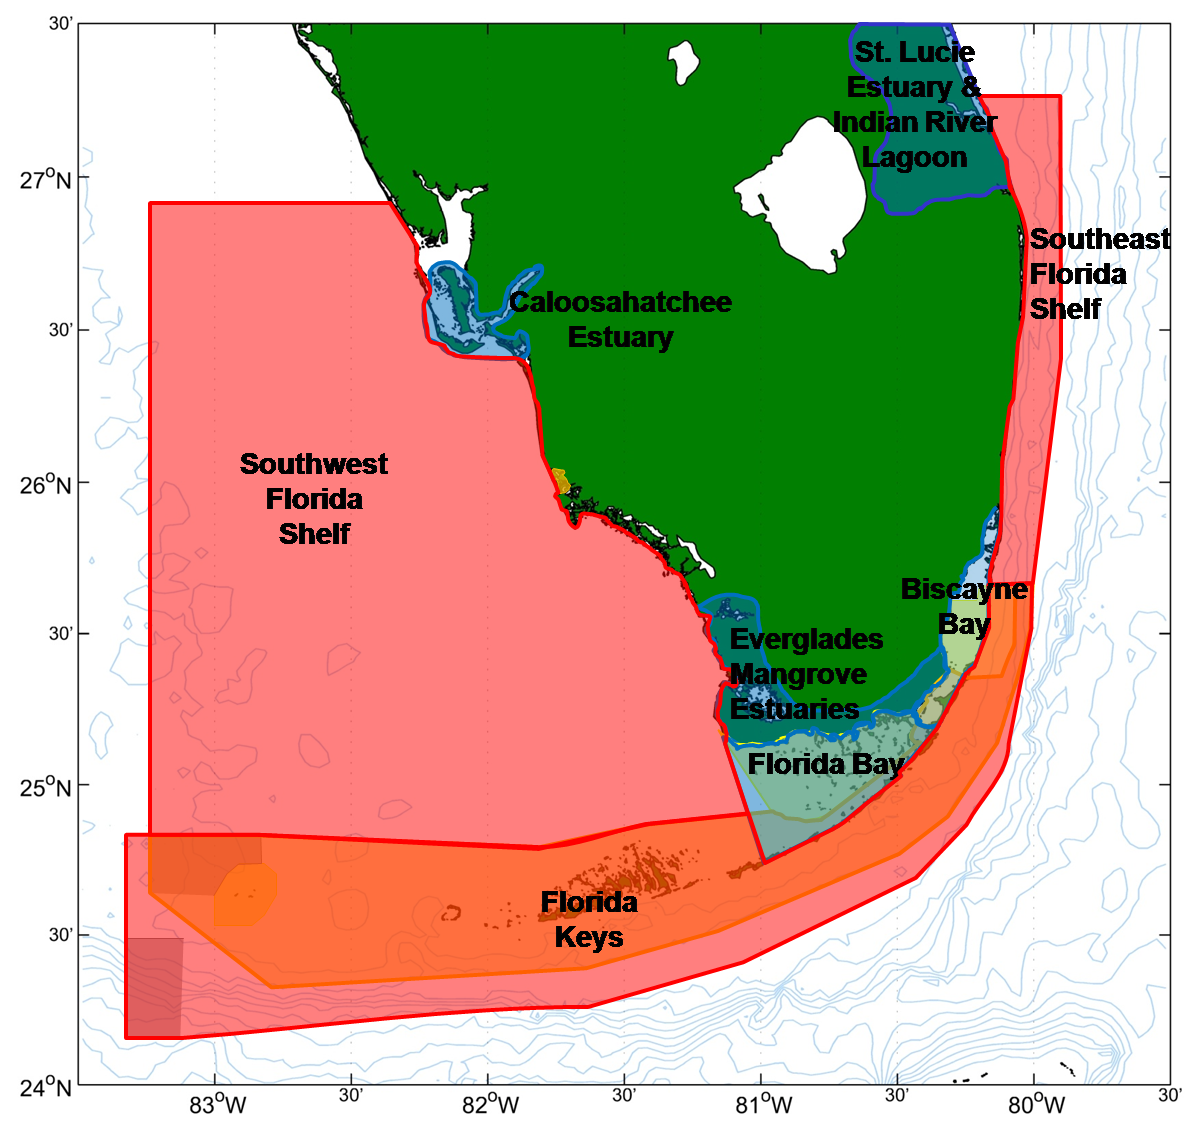 30’
St. Lucie
Estuary &
Indian River
Lagoon
27°N
Southeast
Florida
Shelf
Caloosahatchee
Estuary
30’
Southwest
Florida
Shelf
26°N
Biscayne
Bay
30’
Everglades
Mangrove
Estuaries
Florida Bay
25°N
Florida
Keys
30’
24°N
83°W
30’
82°W
30’
81°W
30’
80°W
30’